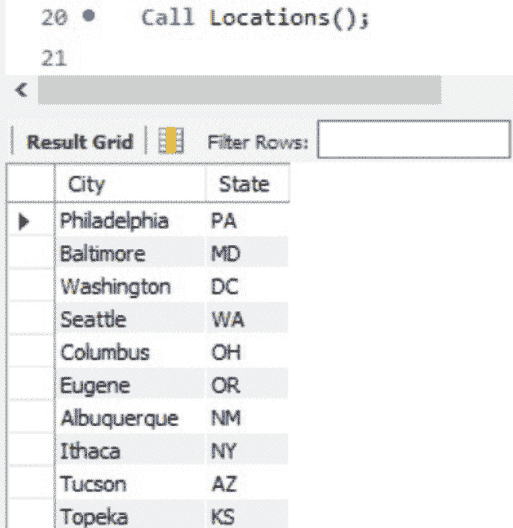 20 Call Locations();
21
Result Grid Filter Rows:
City State
Philadelphia PA
Baltimore MD
Washington DC
Seattle WA
Columbus OH
Eugene OR
Albuquerque NM
Ithaca NY
Tucson AZ
Topeka KS